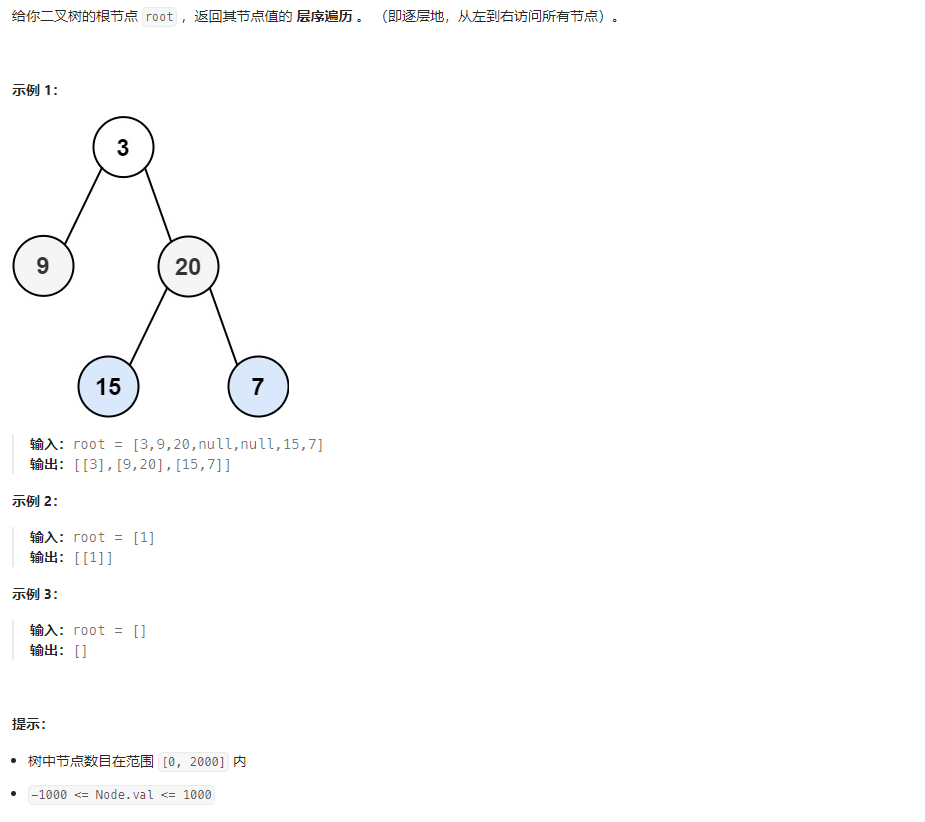 给你二叉树的根节点 root ，返回其节点值的 层序遍历 。 （即逐层地，从左到右访问所有节点）。
示例 1：
3
9
20
15
7
输入：root = [3,9,20,null,null,15,7]
输出：[[3],[9,20],[15,7]]
示例 2：
输入：root = [1]
输出：[[1]]
示例 3：
输入：root = []
输出：[]
提示：
树中节点数目在范围 [0, 2000] 内
-1000 <= Node.val <= 1000